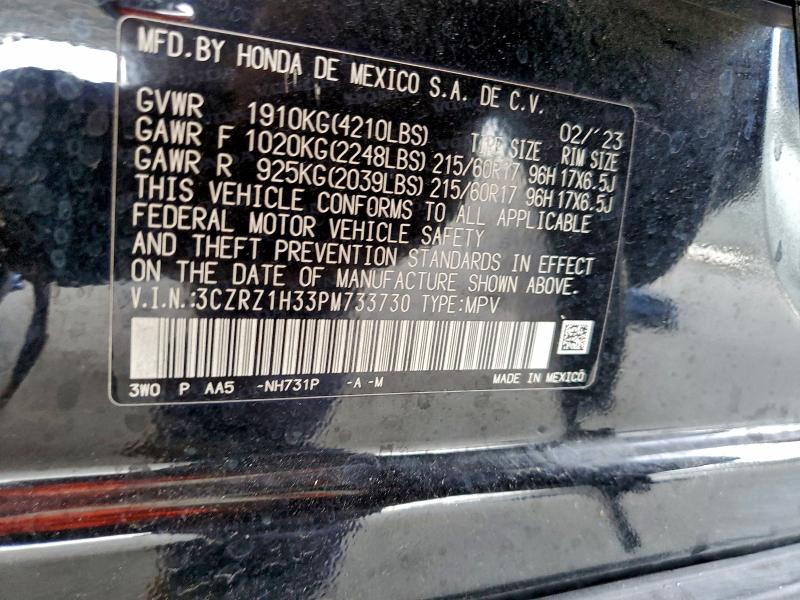 MFD.BY HONDA DE MEXICO S.A. DE C.V.
02/'23
GVWR 1910KG(4210LBS) TIRE SIZE RIM SIZE
GAWR F 1020KG(2248LBS) 215/60R17 96H 17X6.5J
GAWR R 925KG(2039LBS) 215/60R17 96H 17X6.5J
THIS VEHICLE CONFORMS TO ALL APPLICABLE
FEDERAL MOTOR VEHICLE SAFETY
AND THEFT PREVENTION STANDARDS IN EFFECT
ON THE DATE OF MANUFACTURE SHOWN ABOVE.
V.I.N.:3CZRZ1H33PM733730 TYPE:MPV
3W0 P AA5 -NH731P -A -M MADE IN MEXICO